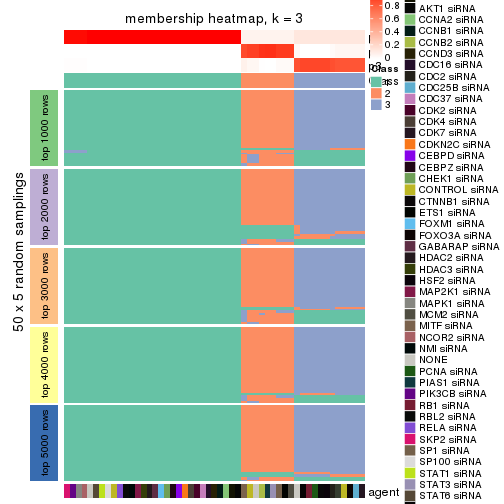 membership heatmap, k = 3
50 x 5 random samplings
top 1000 rows
top 2000 rows
top 3000 rows
top 4000 rows
top 5000 rows
0.8
0.6
0.4
0.2
0
Class
1
2
3
agent
AKT1 siRNA
CCNA2 siRNA
CCNB1 siRNA
CCNB2 siRNA
CCND3 siRNA
CDC16 siRNA
CDC2 siRNA
CDC25B siRNA
CDC37 siRNA
CDK2 siRNA
CDK4 siRNA
CDK7 siRNA
CDKN2C siRNA
CEBPD siRNA
CEBPZ siRNA
CHEK1 siRNA
CONTROL siRNA
CTNNB1 siRNA
ETS1 siRNA
FOXM1 siRNA
FOXO3A siRNA
GABARAP siRNA
HDAC2 siRNA
HDAC3 siRNA
HSF2 siRNA
MAP2K1 siRNA
MAPK1 siRNA
MCM2 siRNA
MITF siRNA
NCOR2 siRNA
NMI siRNA
NONE
PCNA siRNA
PIAS1 siRNA
PIK3CB siRNA
RB1 siRNA
RBL2 siRNA
RELA siRNA
SKP2 siRNA
SP1 siRNA
SP100 siRNA
STAT1 siRNA
STAT3 siRNA
STAT6 siRNA